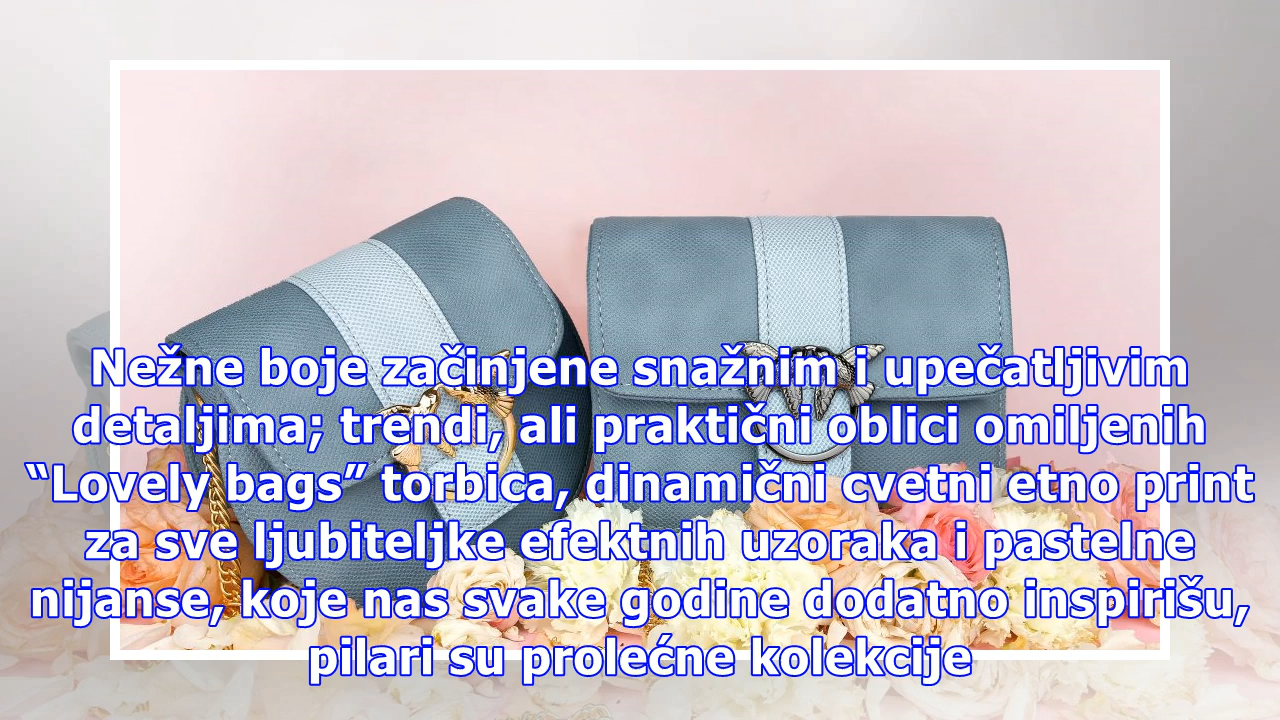 Nežne boje začinjene snažnim i upečatljivim
detaljima; trendi, ali praktični oblici omiljenih
“Lovely bags” torbica, dinamični cvetni etno print
za sve ljubiteljke efektnih uzoraka i pastelne
nijanse, koje nas svake godine dodatno inspirišu,
pilari su prolećne kolekcije